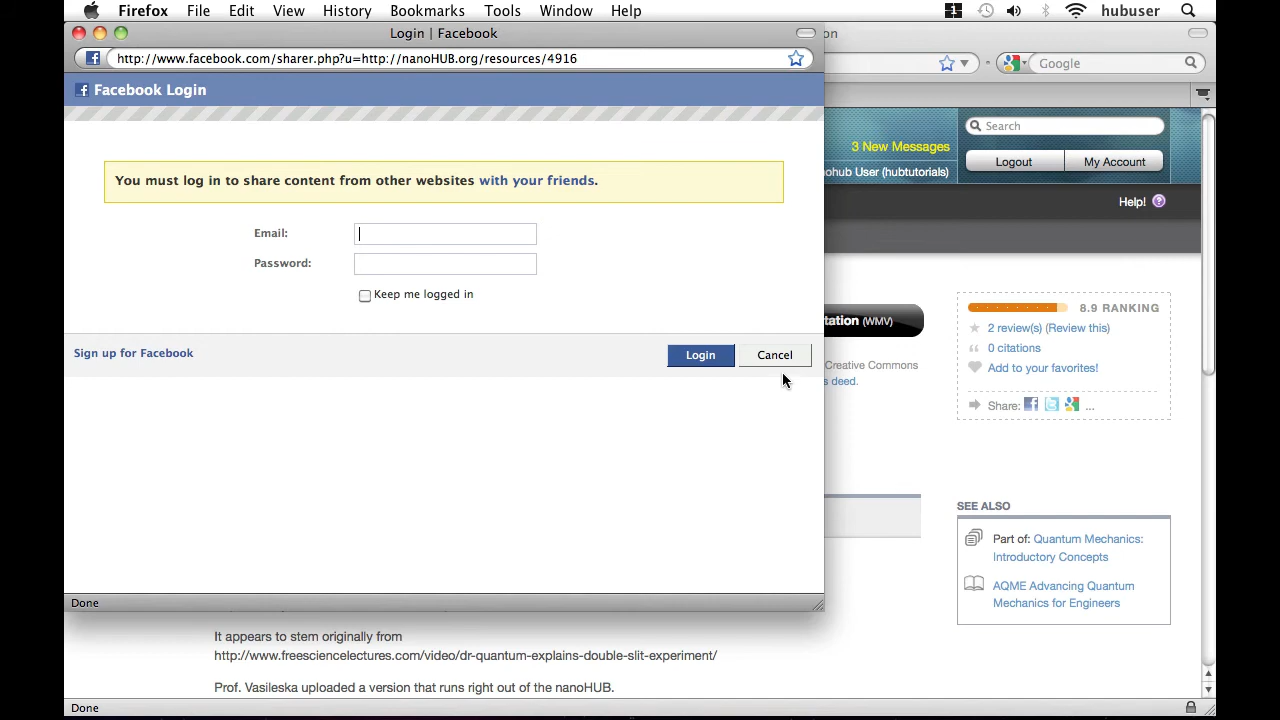 Firefox File Edit View History Bookmarks Tools Window Help hubuser
Login | Facebook
on
http://www.facebook.com/sharer.php?u=http://nanoHUB.org/resources/4916
Google
Facebook Login
You must log in to share content from other websites with your friends.
Email:
Password:
Keep me logged in
Sign up for Facebook
Login
Cancel
Done
3 New Messages
Search
ohub User (hubtutorials)
Logout
My Account
Help!
tation (WMV)
Creative Commons
s deed.
8.9 RANKING
2 review(s) (Review this)
0 citations
Add to your favorites!
Share: ...
SEE ALSO
Part of: Quantum Mechanics:
Introductory Concepts
AQME Advancing Quantum
Mechanics for Engineers
It appears to stem originally from
http://www.freesciencelectures.com/video/dr-quantum-explains-double-slit-experiment/
Prof. Vasileska uploaded a version that runs right out of the nanoHUB.
Done